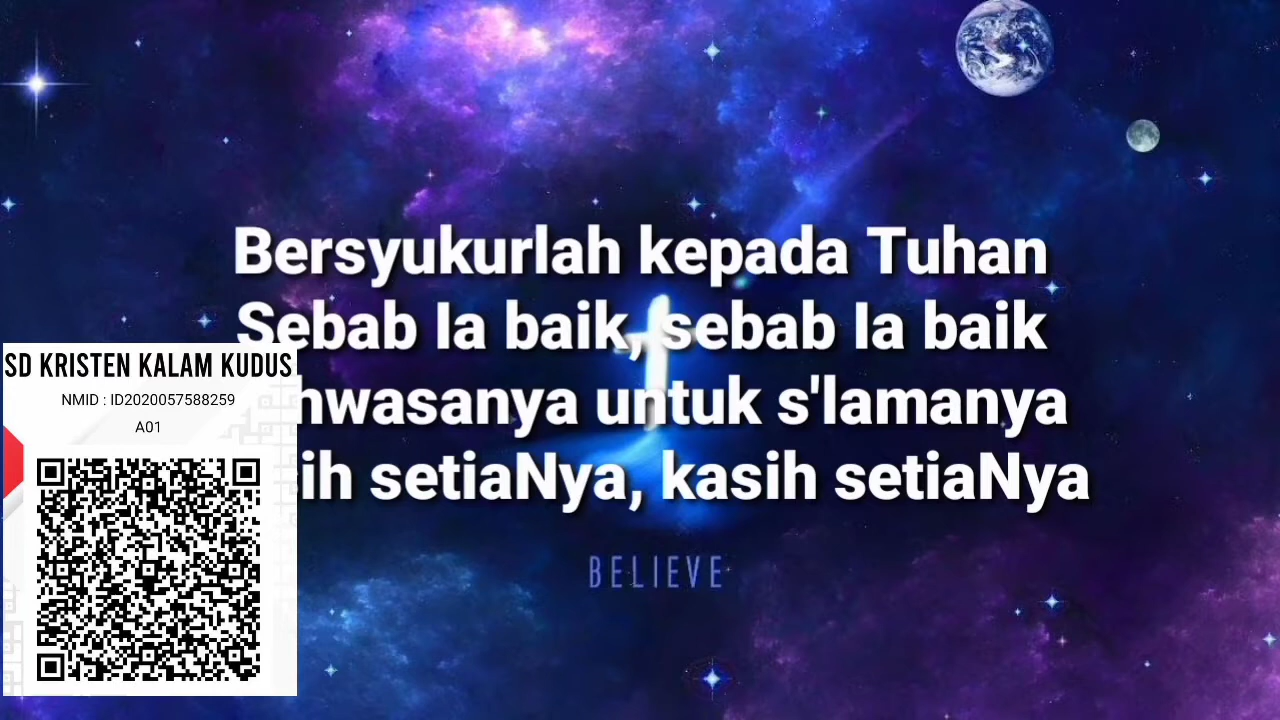 Bersyukurlah kepada Tuhan
Sebab Ia baik, sebab Ia baik
untuk s'lamanya
setiaNya, kasih setiaNya
BELIEVE
SD KRISTEN KALAM KUDUS
NMID : ID2020057588259
A01